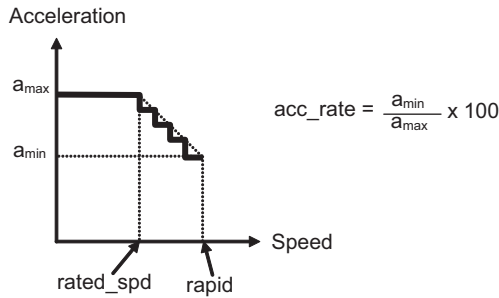 Acceleration
amax
acc_rate = amin / amax x 100
amin
Speed
rated_spd
rapid